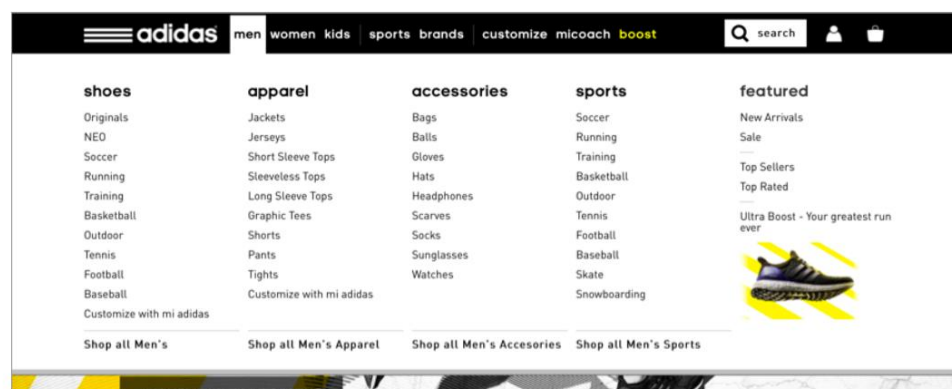 adidas men women kids sports brands customize micoach boost search
shoes
Originals
NEO
Soccer
Running
Training
Basketball
Outdoor
Tennis
Football
Baseball
Customize with mi adidas
Shop all Men's
apparel
Jackets
Jerseys
Short Sleeve Tops
Sleeveless Tops
Long Sleeve Tops
Graphic Tees
Shorts
Pants
Tights
Customize with mi adidas
Shop all Men's Apparel
accessories
Bags
Balls
Gloves
Hats
Headphones
Scarves
Socks
Sunglasses
Watches
Shop all Men's Accesories
sports
Soccer
Running
Training
Basketball
Outdoor
Tennis
Football
Baseball
Skate
Snowboarding
Shop all Men's Sports
featured
New Arrivals
Sale
Top Sellers
Top Rated
Ultra Boost - Your greatest run
ever